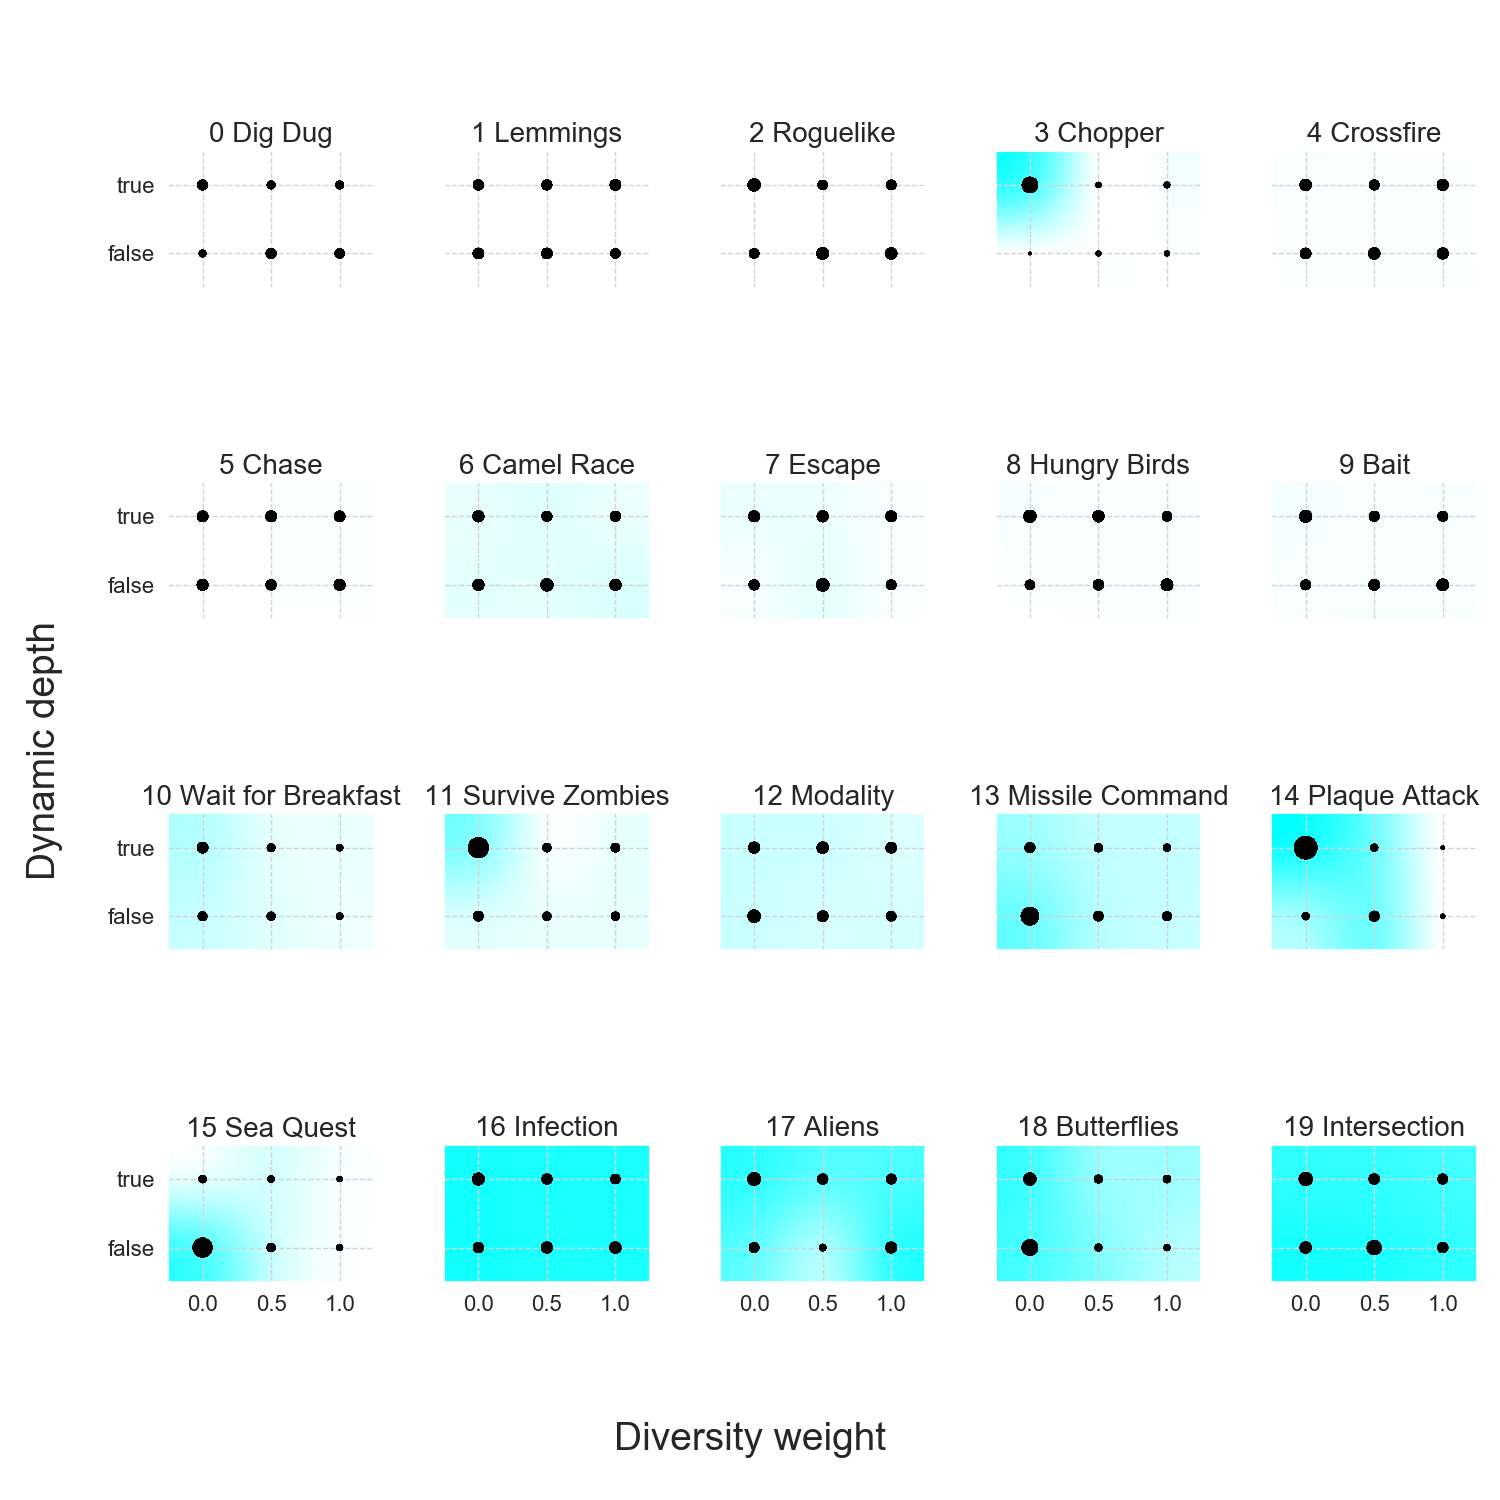 0 Dig Dug
1 Lemmings
2 Roguelike
3 Chopper
4 Crossfire
true
false
5 Chase
6 Camel Race
7 Escape
8 Hungry Birds
9 Bait
true
false
Dynamic depth
10 Wait for Breakfast
11 Survive Zombies
12 Modality
13 Missile Command
14 Plaque Attack
true
false
15 Sea Quest
16 Infection
17 Aliens
18 Butterflies
19 Intersection
true
false
0.0 0.5 1.0
0.0 0.5 1.0
0.0 0.5 1.0
0.0 0.5 1.0
0.0 0.5 1.0
Diversity weight